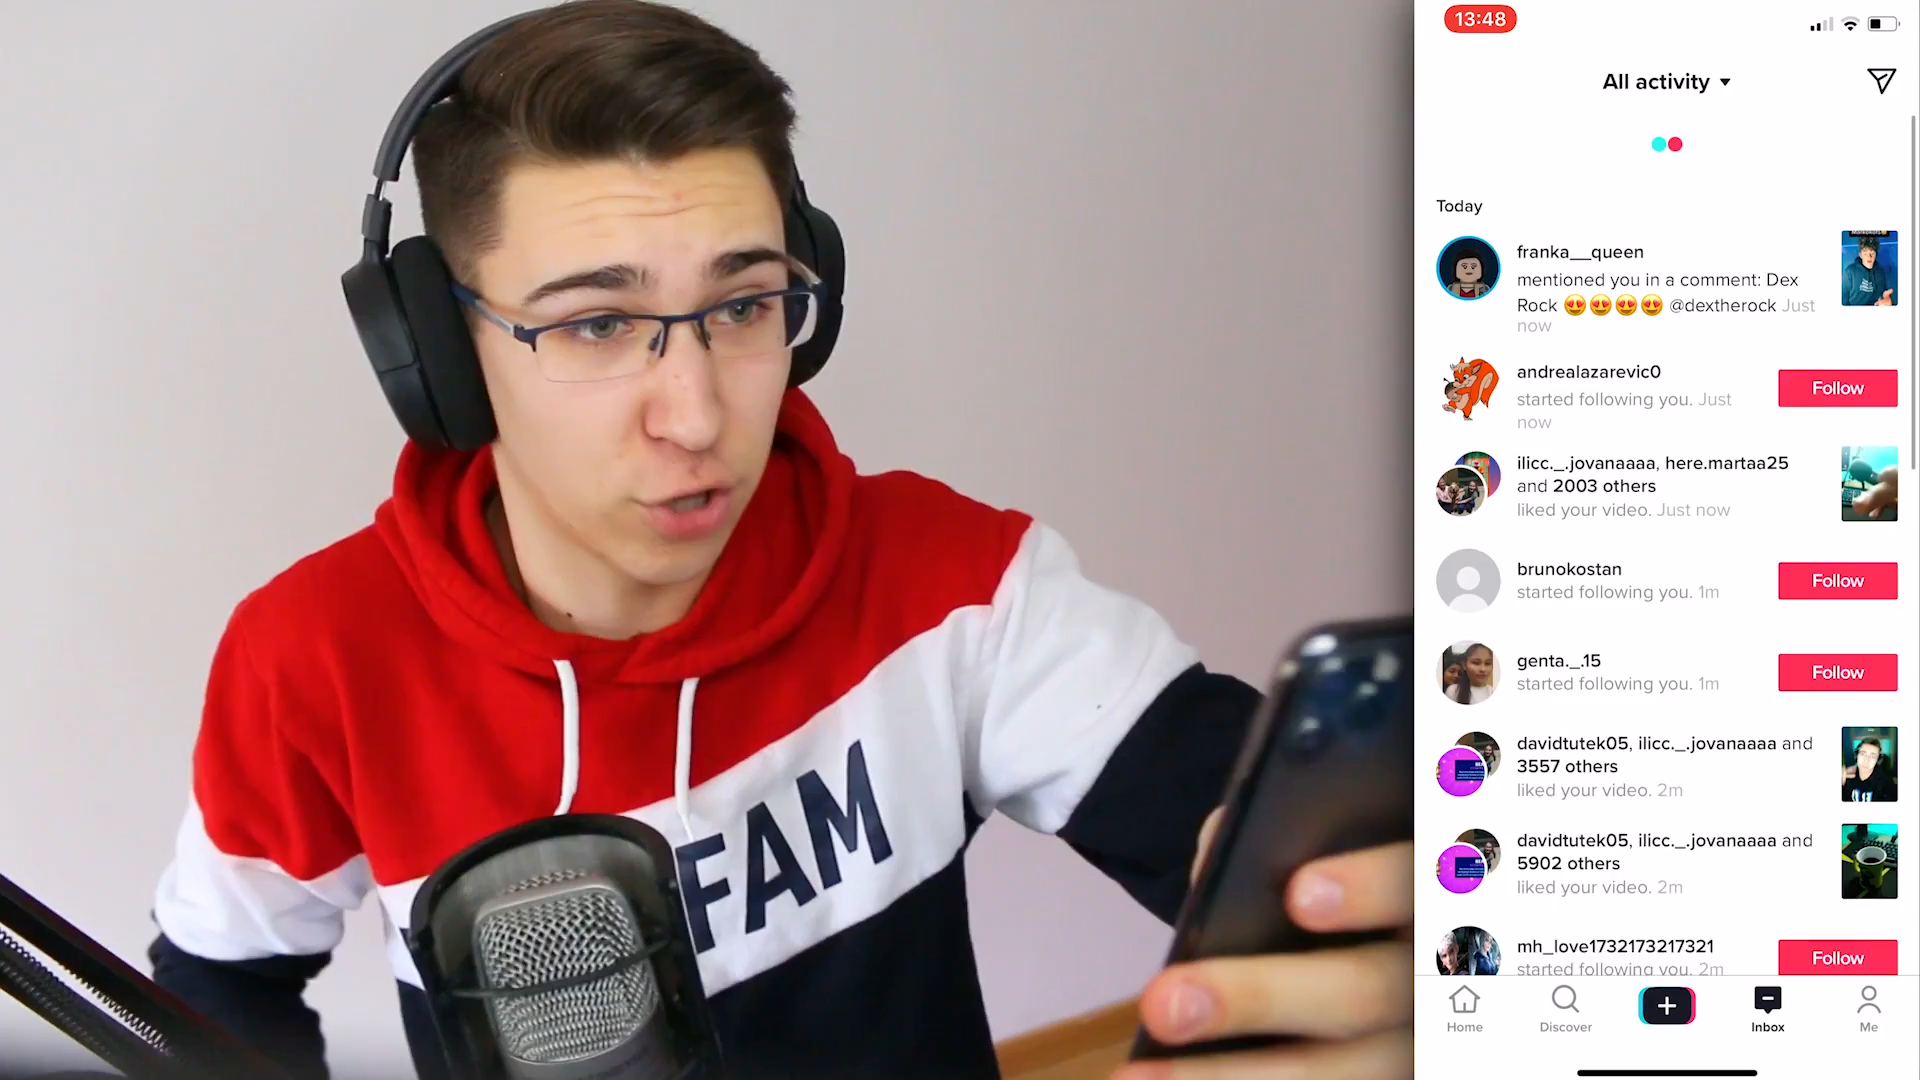 13:48
All activity
Today
franka__queen
mentioned you in a comment: Dex
Rock 😍😍😍😍 @dextherock Just
now
andrealazarevic0
started following you. Just
now
Follow
ilicc._.jovanaaaa, here.martaa25
and 2003 others
liked your video. Just now
brunokostan
started following you. 1m
Follow
genta._.15
started following you. 1m
Follow
davidtutek05, ilicc._.jovanaaaa and
3557 others
liked your video. 2m
davidtutek05, ilicc._.jovanaaaa and
5902 others
liked your video. 2m
mh_love1732173217321
started following you. 2m
Follow
Home
Discover
Inbox
Me
FAM